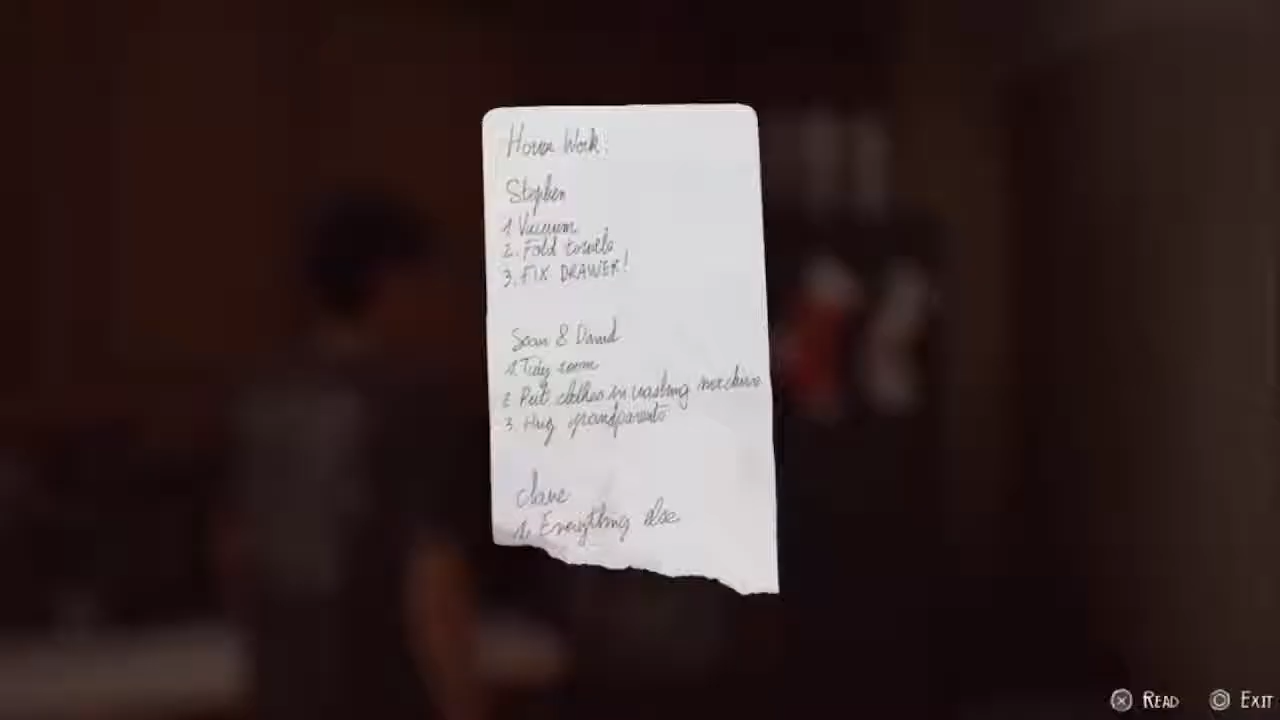 House Work:
Stephen
1. Vacuum
2. Fold towels
3. FIX DRAWER!
Sean & Daniel
1. Tidy room
2. Put clothes in washing machine
3. Hug grandparents
Claire
1. Everything else
READ EXIT